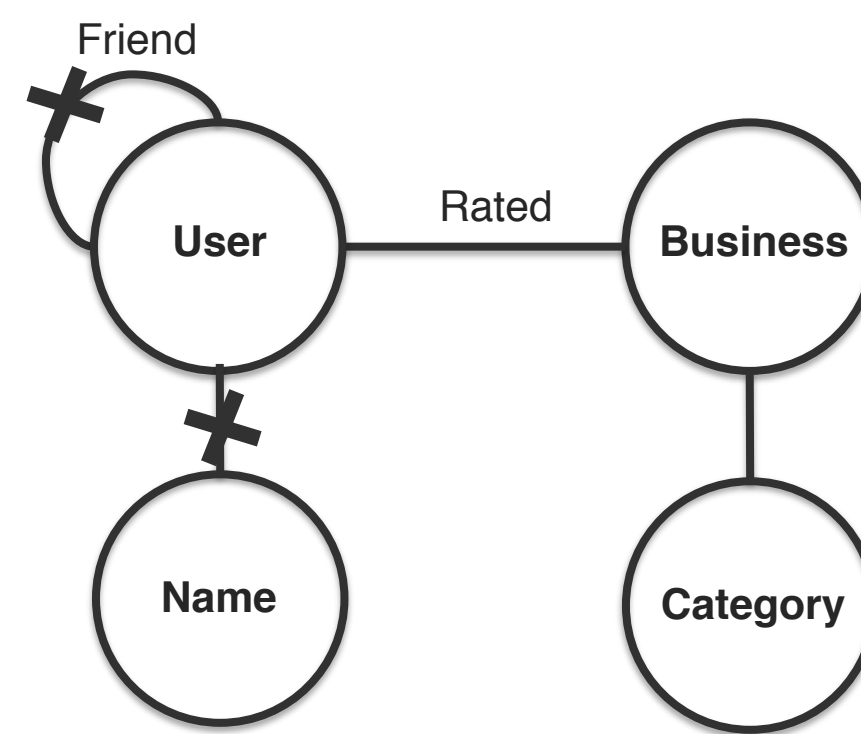 Friend
Rated
User
Business
Name
Category